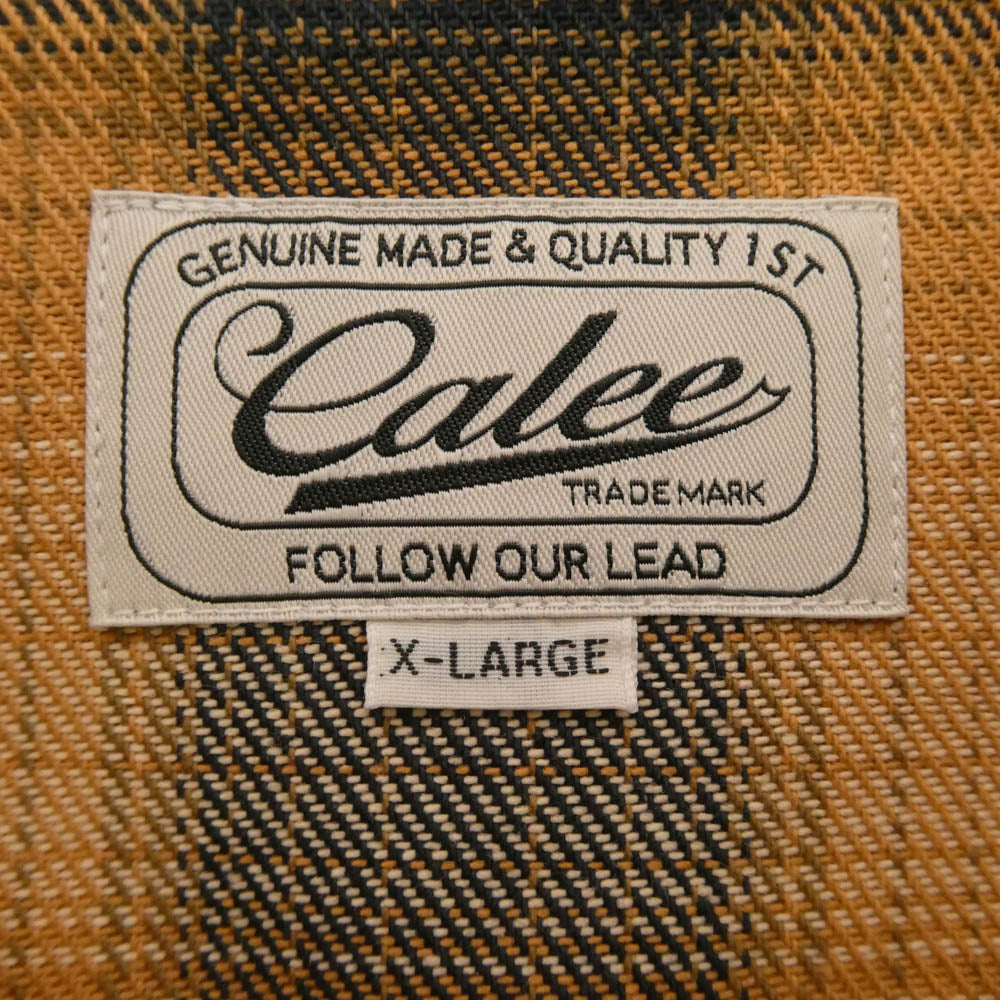 GENUINE MADE & QUALITY 1ST
Calee
TRADE MARK
FOLLOW OUR LEAD
X-LARGE